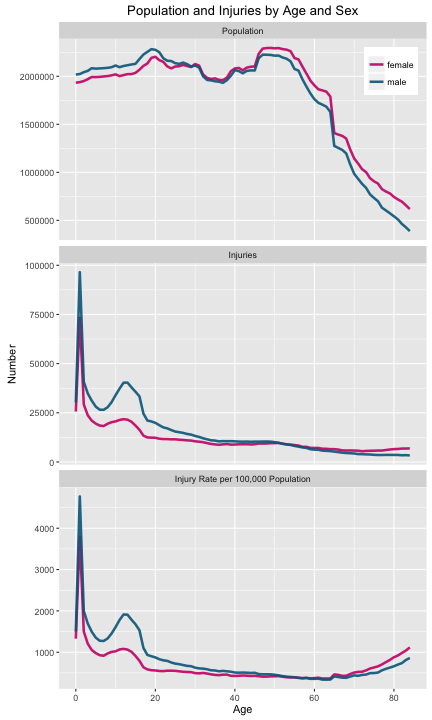 Population and Injuries by Age and Sex
Population
female
male
2000000
1500000
1000000
500000
Injuries
100000
75000
50000
25000
0
Number
Injury Rate per 100,000 Population
4000
3000
2000
1000
0 20 40 60 80
Age